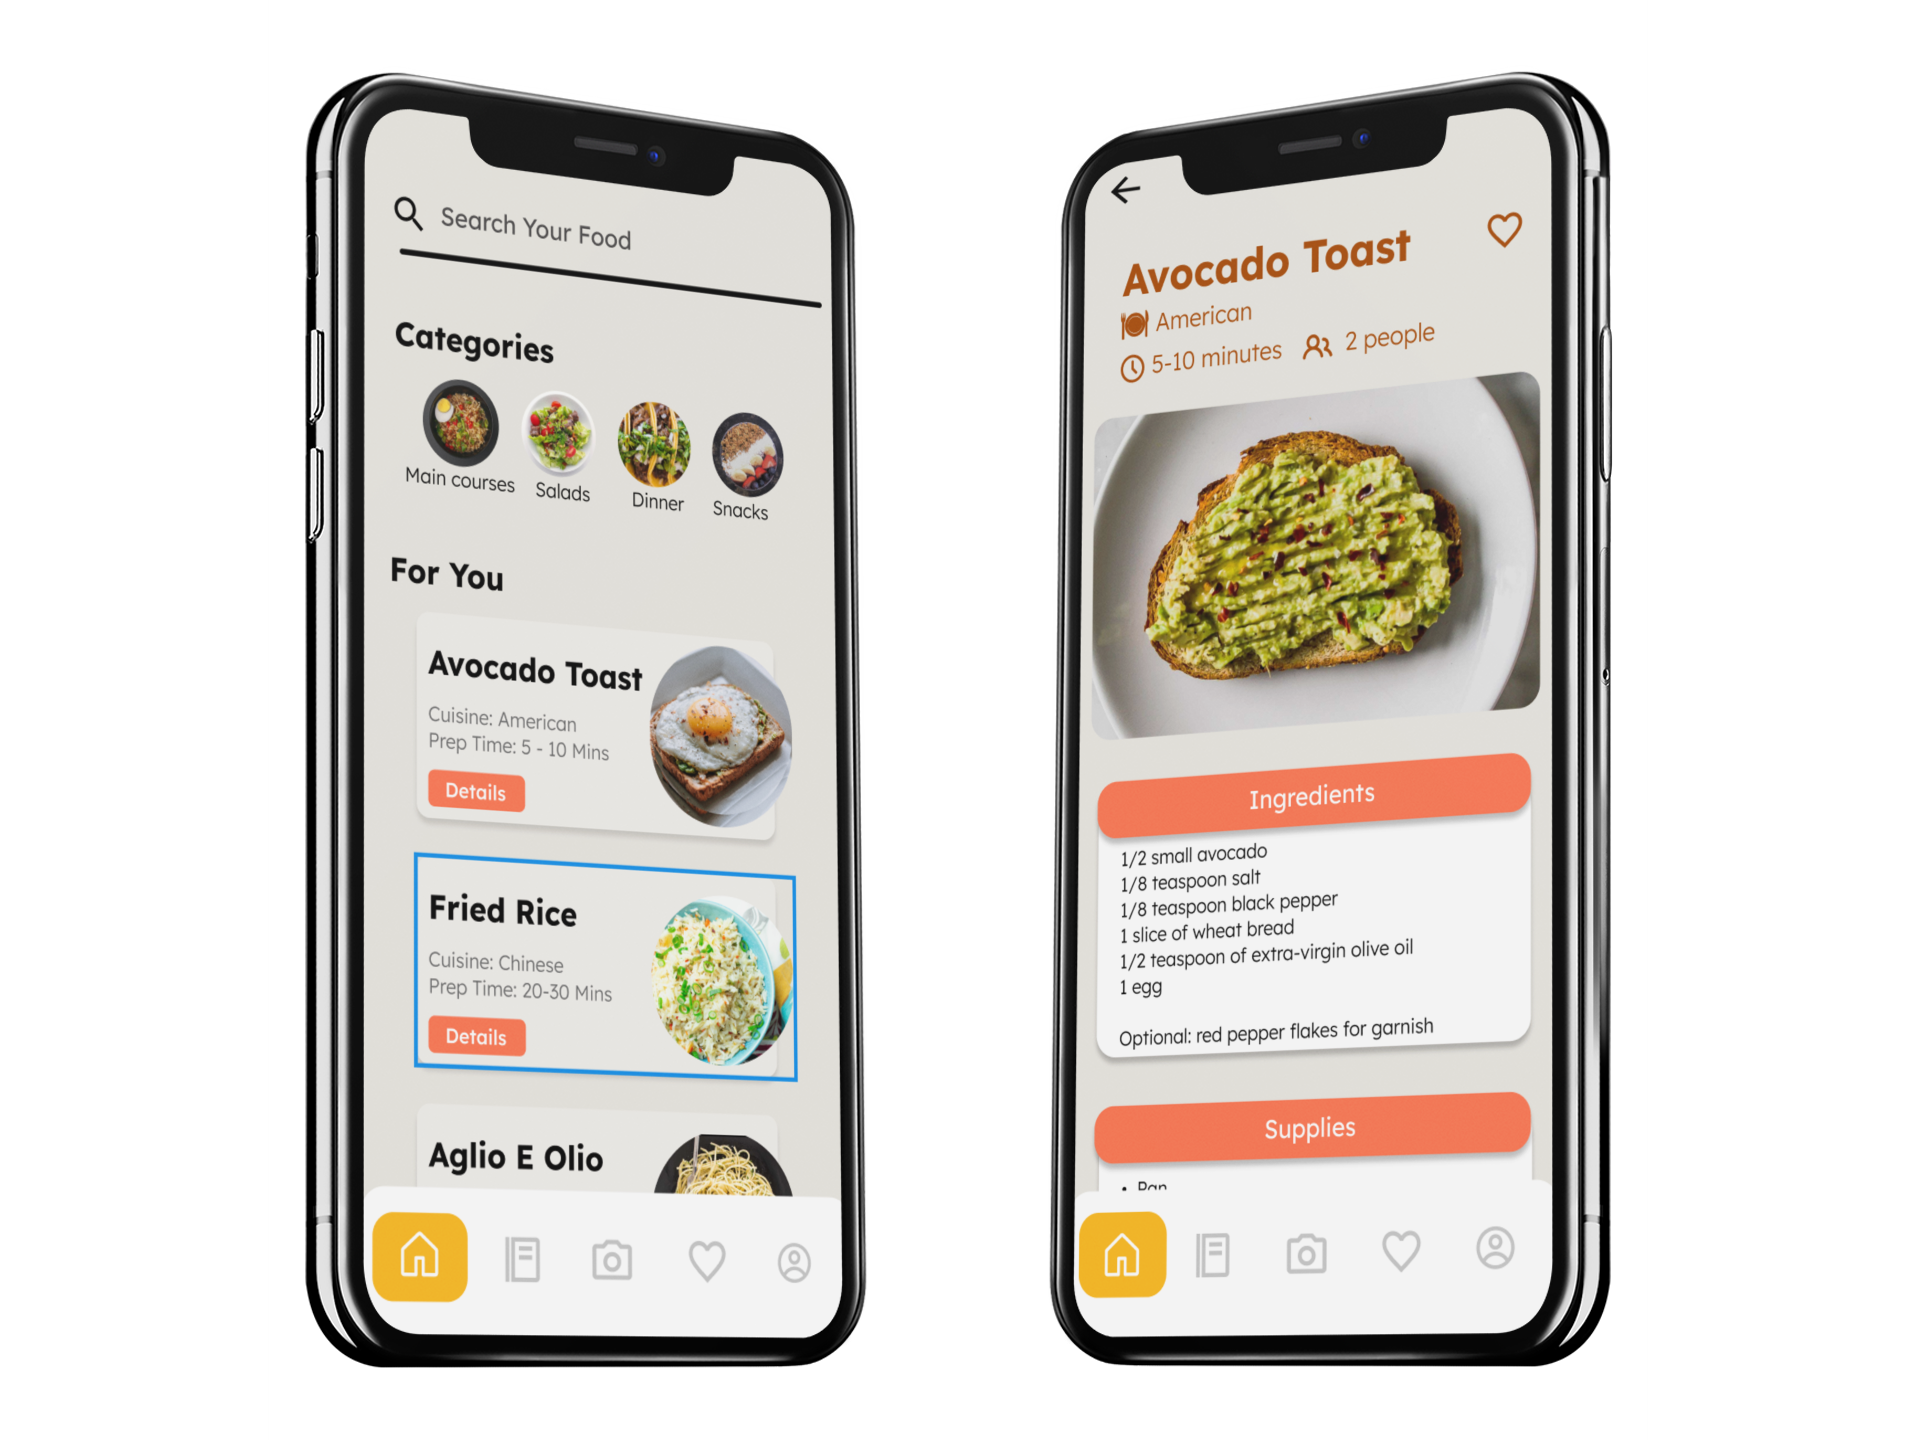 Search Your Food
Categories
Main courses
Salads
Dinner
Snacks
For You
Avocado Toast
Cuisine: American
Prep Time: 5 - 10 Mins
Details
Fried Rice
Cuisine: Chinese
Prep Time: 20-30 Mins
Details
Aglio E Olio
Avocado Toast
American
5-10 minutes
2 people
Ingredients
1/2 small avocado
1/8 teaspoon salt
1/8 teaspoon black pepper
1 slice of wheat bread
1/2 teaspoon of extra-virgin olive oil
1 egg
Optional: red pepper flakes for garnish
Supplies
• Pan